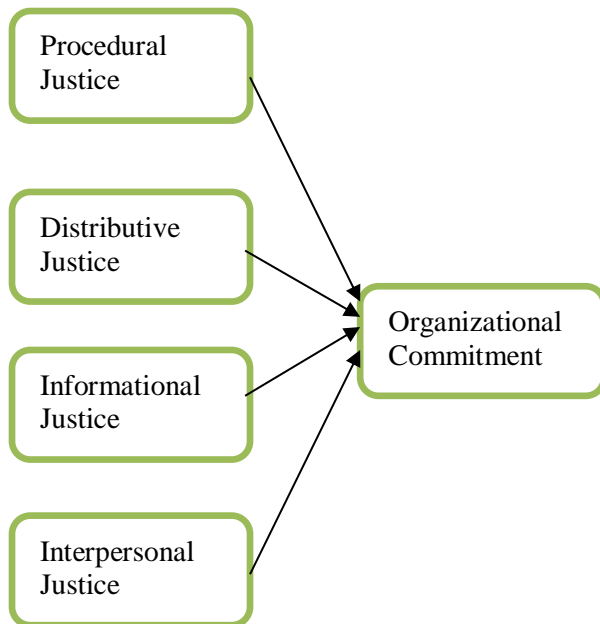 Procedural
Justice
Distributive
Justice
Informational
Justice
Interpersonal
Justice
Organizational
Commitment